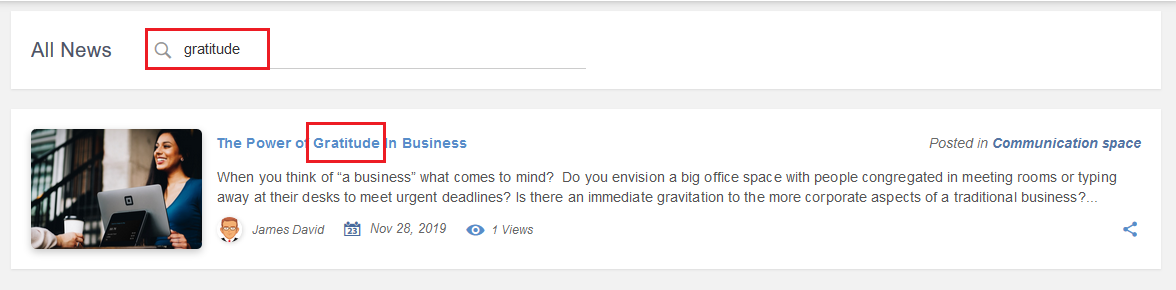 All News
gratitude
The Power of Gratitude in Business
Posted in Communication space
When you think of “a business” what comes to mind?  Do you envision a big office space with people congregated in meeting rooms or typing
away at their desks to meet urgent deadlines? Is there an immediate gravitation to the more corporate aspects of a traditional business?...
James David
23
Nov 28, 2019
1 Views